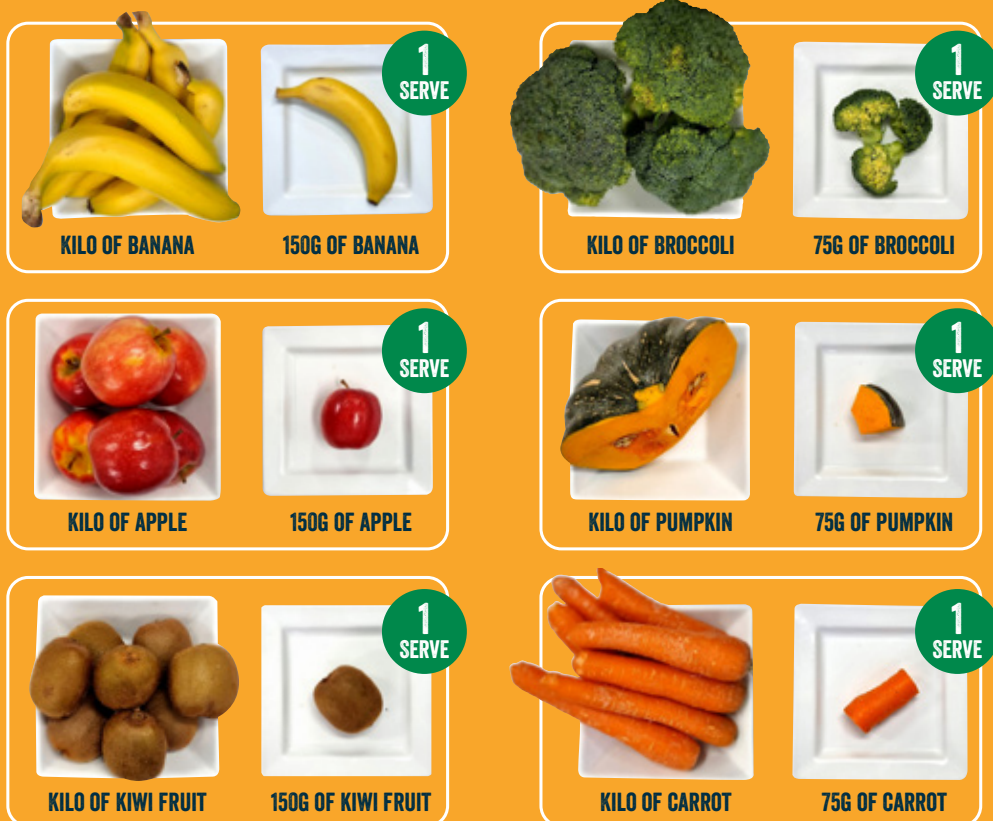 1
SERVE
KILO OF BANANA
150G OF BANANA
1
SERVE
KILO OF BROCCOLI
75G OF BROCCOLI
1
SERVE
KILO OF APPLE
150G OF APPLE
1
SERVE
KILO OF PUMPKIN
75G OF PUMPKIN
1
SERVE
KILO OF KIWI FRUIT
150G OF KIWI FRUIT
1
SERVE
KILO OF CARROT
75G OF CARROT